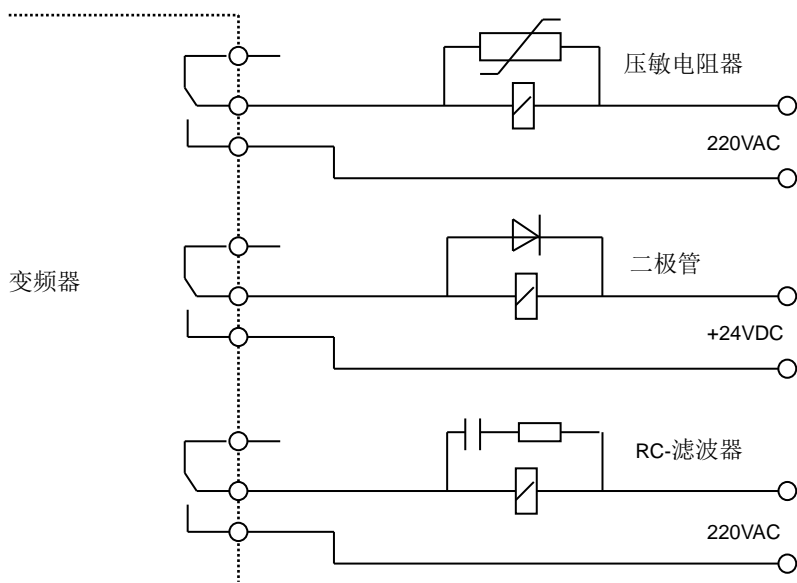 压敏电阻器
220VAC
二极管
变频器
+24VDC
RC-滤波器
220VAC